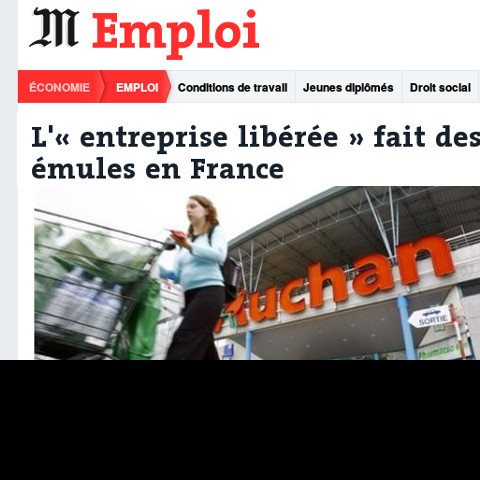 M Emploi
ÉCONOMIE EMPLOI Conditions de travail Jeunes diplômés Droit social
L'« entreprise libérée » fait des
émules en France
Auchan
SORTIE